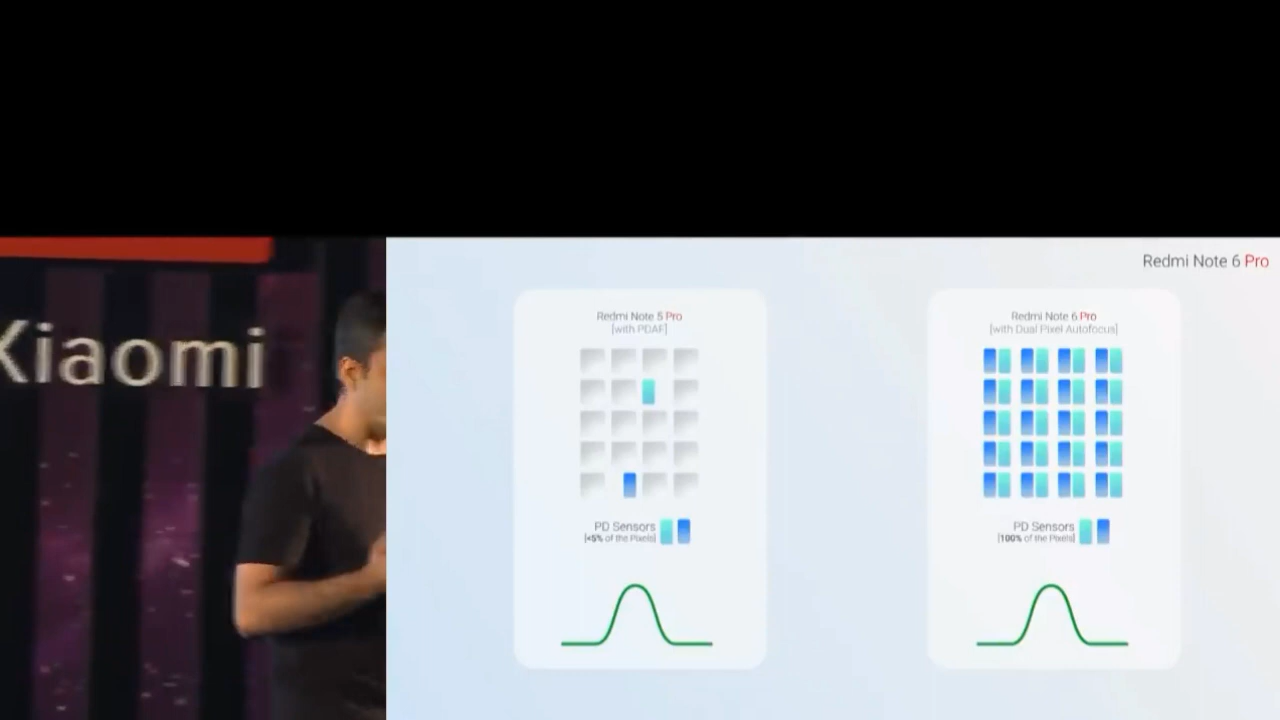 Xiaomi
Redmi Note 6 Pro
Redmi Note 5 Pro
[with PDAF]
PD Sensors
[<5% of the Pixels]
Redmi Note 6 Pro
[with Dual Pixel Autofocus]
PD Sensors
[100% of the Pixels]